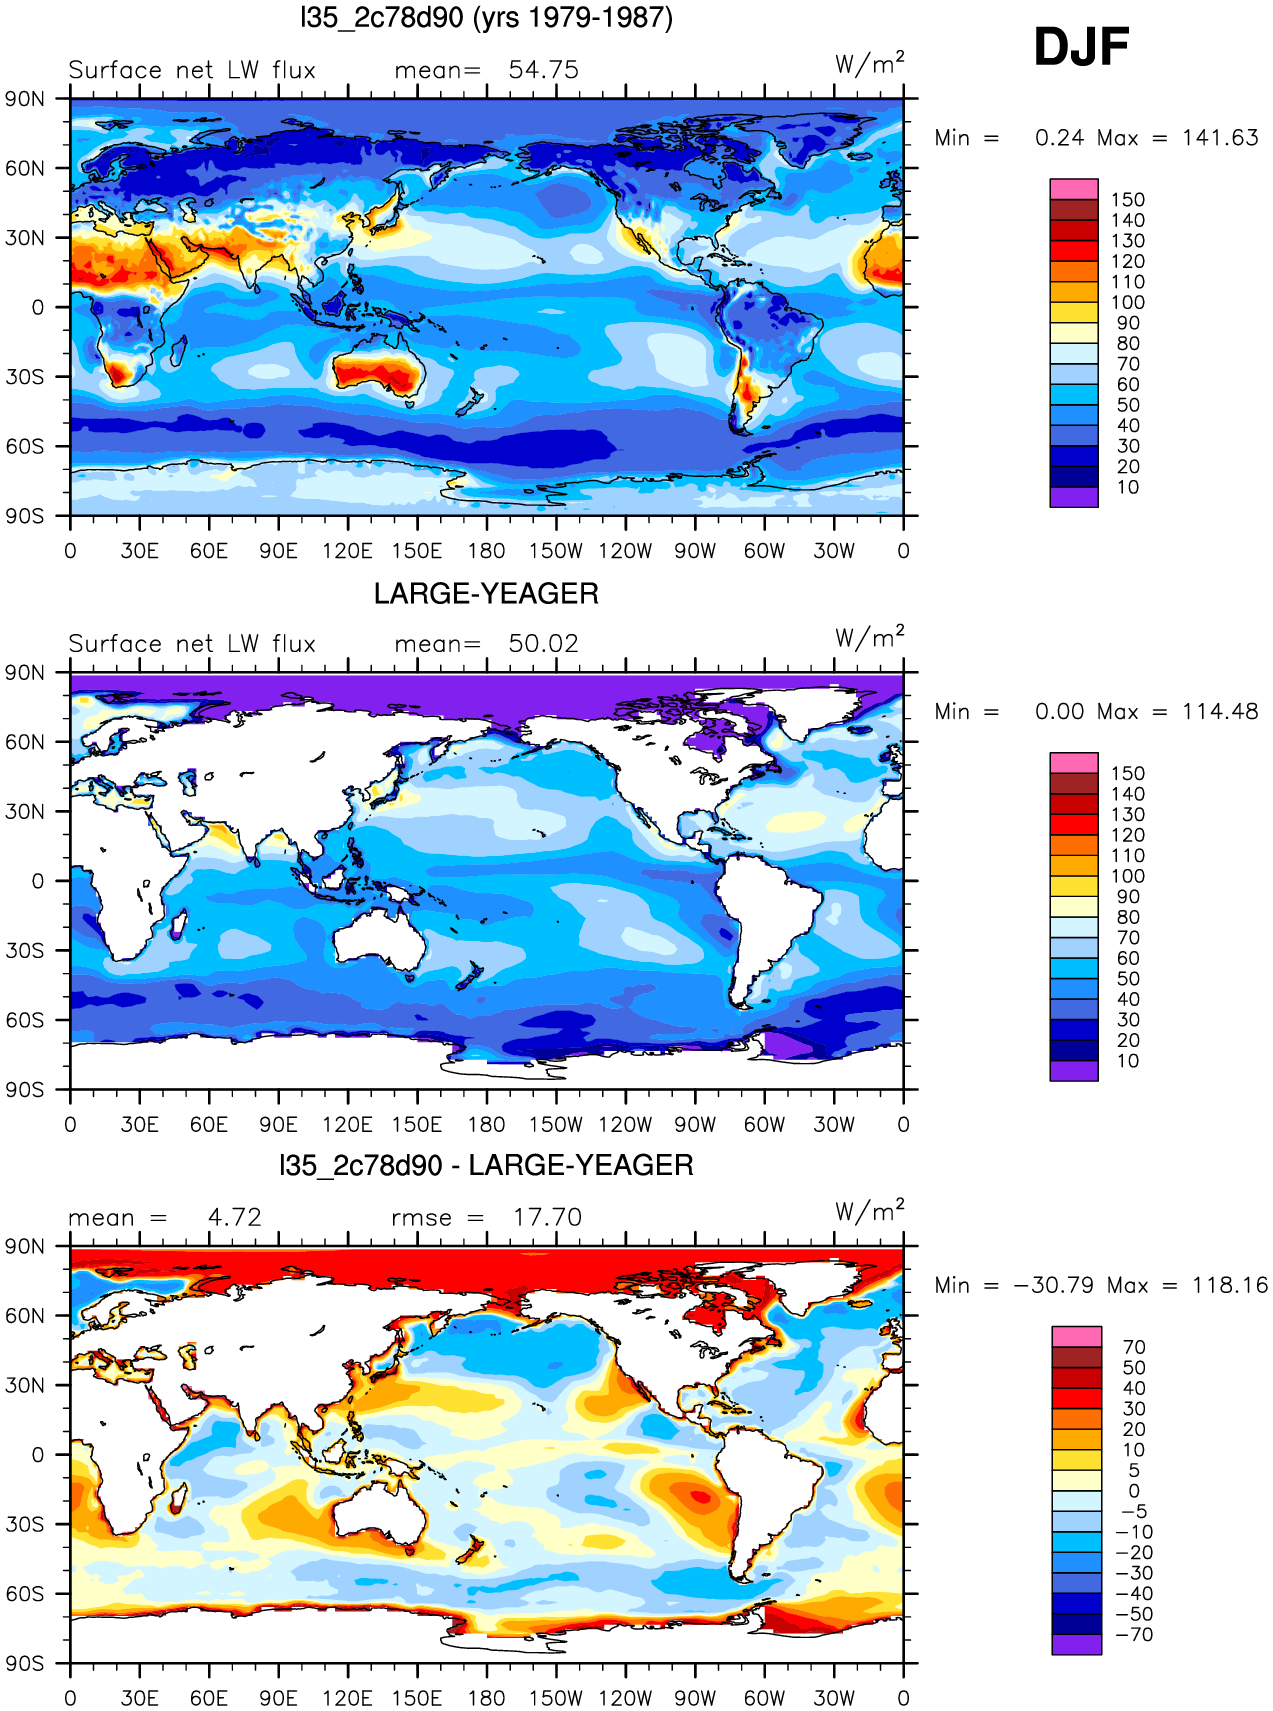 l35_2c78d90 (yrs 1979-1987)
DJF
Surface net LW flux mean= 54.75 W/m²
Min = 0.24 Max = 141.63
90N
60N
30N
0
30S
60S
90S
0 30E 60E 90E 120E 150E 180 150W 120W 90W 60W 30W 0
150
140
130
120
110
100
90
80
70
60
50
40
30
20
10
LARGE-YEAGER
Surface net LW flux mean= 50.02 W/m²
Min = 0.00 Max = 114.48
90N
60N
30N
0
30S
60S
90S
0 30E 60E 90E 120E 150E 180 150W 120W 90W 60W 30W 0
150
140
130
120
110
100
90
80
70
60
50
40
30
20
10
l35_2c78d90 - LARGE-YEAGER
mean = 4.72 rmse = 17.70 W/m²
Min = −30.79 Max = 118.16
90N
60N
30N
0
30S
60S
90S
0 30E 60E 90E 120E 150E 180 150W 120W 90W 60W 30W 0
70
50
40
30
20
10
5
0
−5
−10
−20
−30
−40
−50
−70